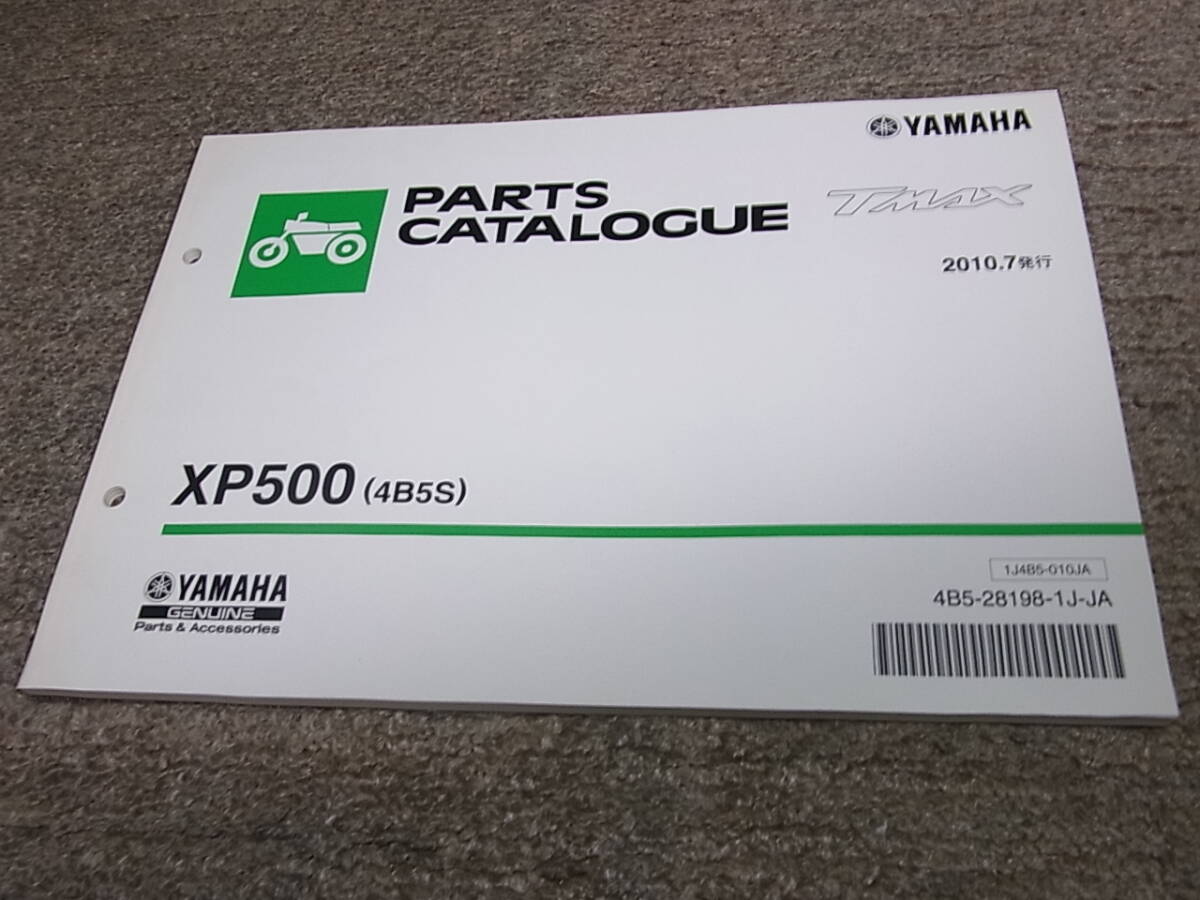 YAMAHA
PARTS
CATALOGUE
TMAX
2010.7発行
XP500 (4B5S)
YAMAHA
GENUINE
Parts & Accessories
1J4B5-010JA
4B5-28198-1J-JA